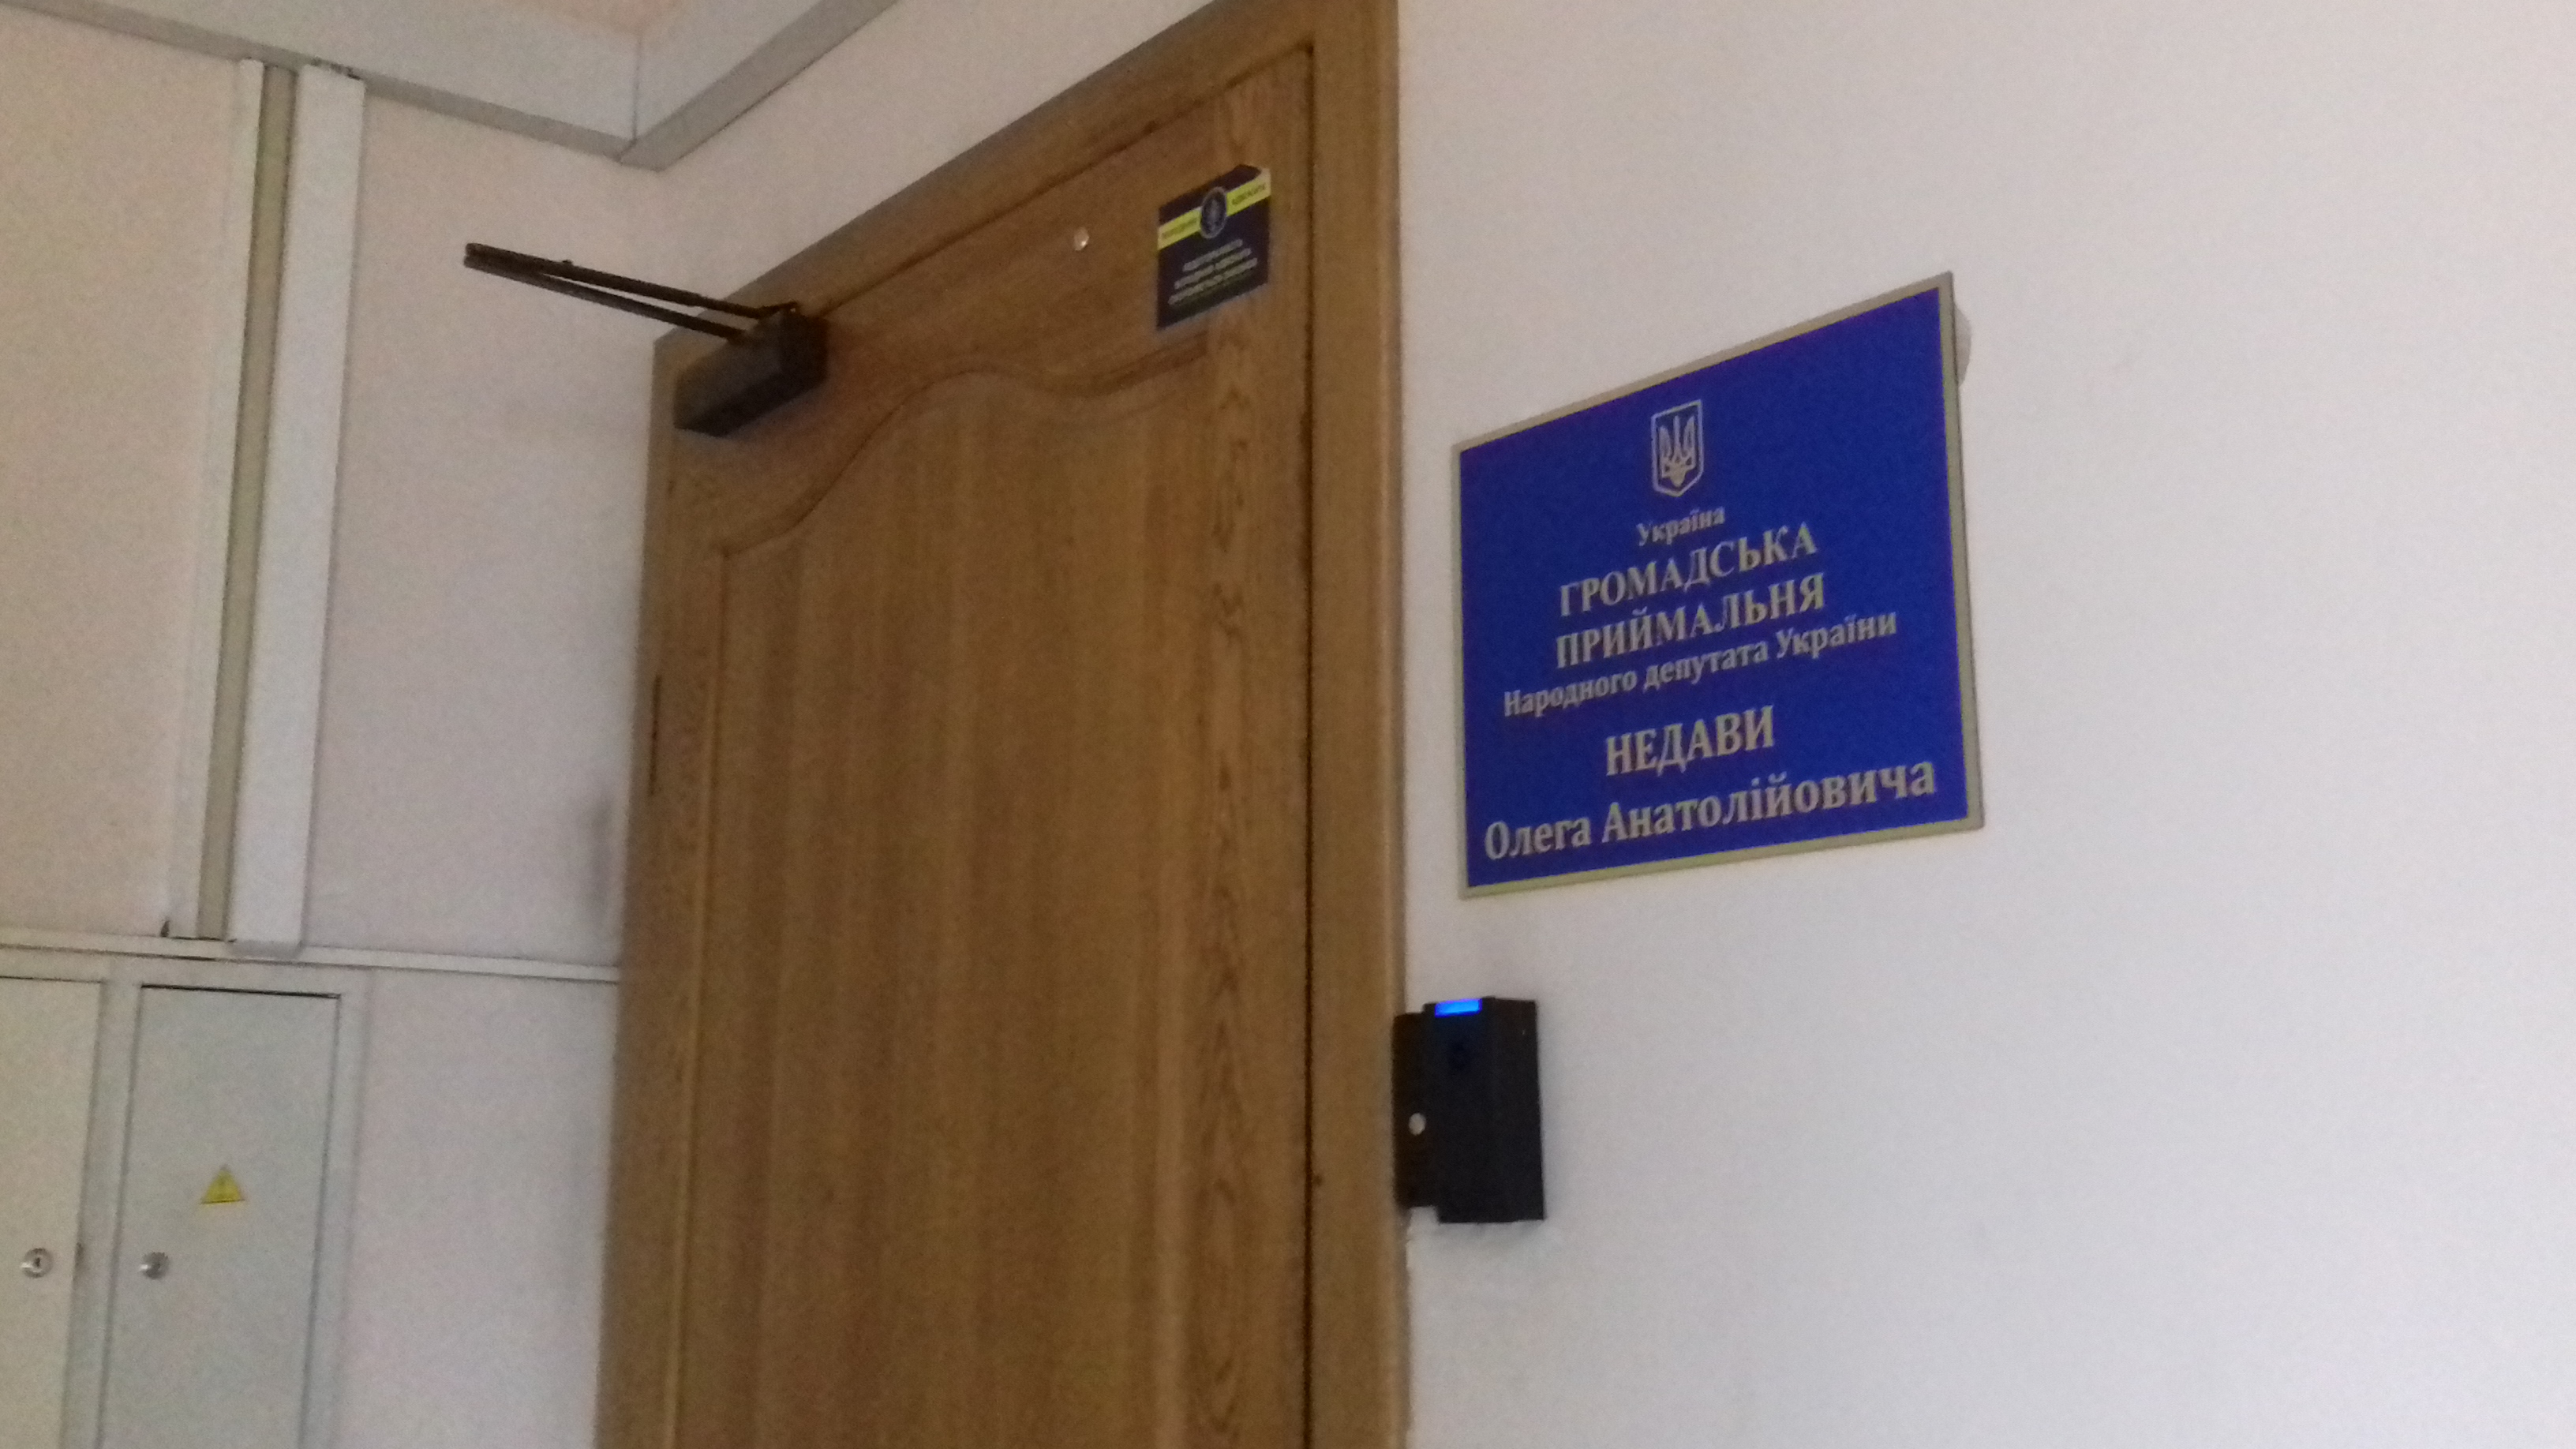 Україна
ГРОМАДСЬКА
ПРИЙМАЛЬНЯ
Народного депутата України
НЕДАВИ
Олега Анатолійовича